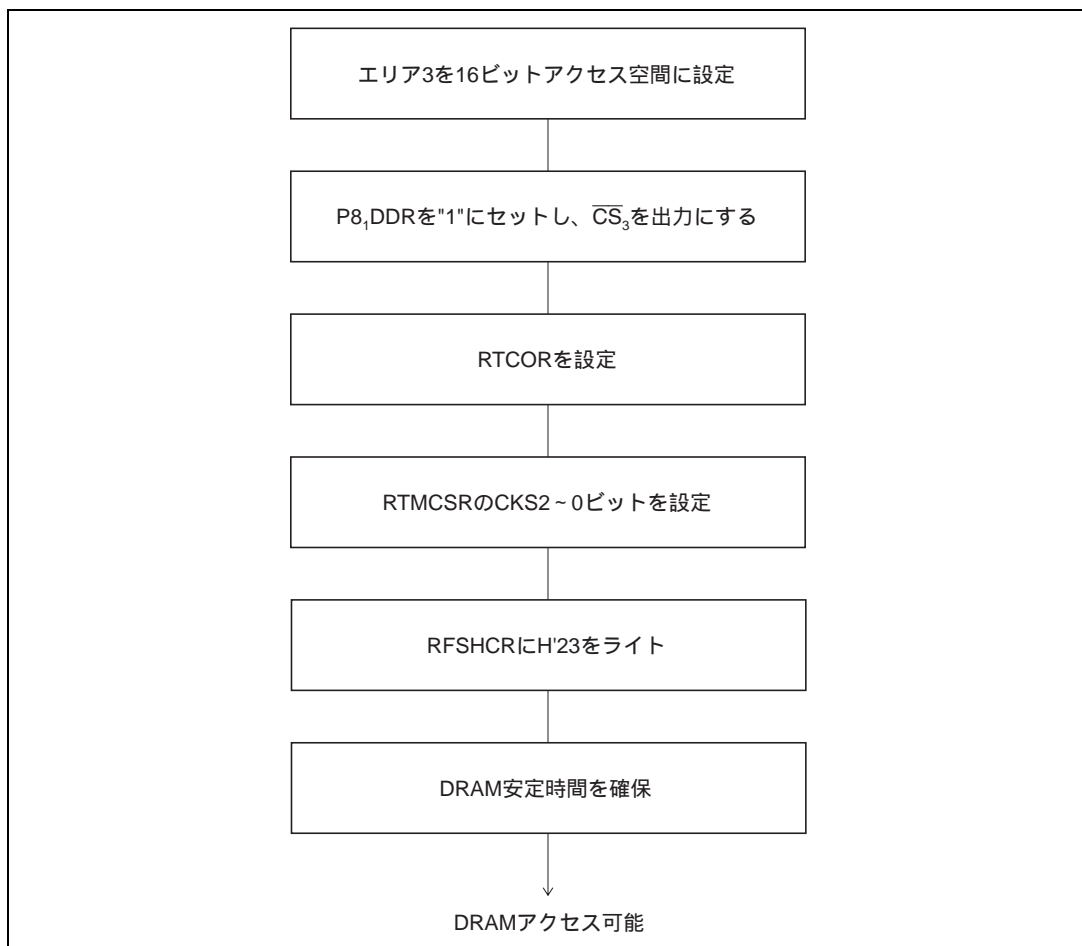 エリア3を16ビットアクセス空間に設定
P8₁DDRを"1"にセットし、C̅S̅₃を出力にする
RTCORを設定
RTMCSRのCKS2～0ビットを設定
RFSHCRにH'23をライト
DRAM安定時間を確保
DRAMアクセス可能